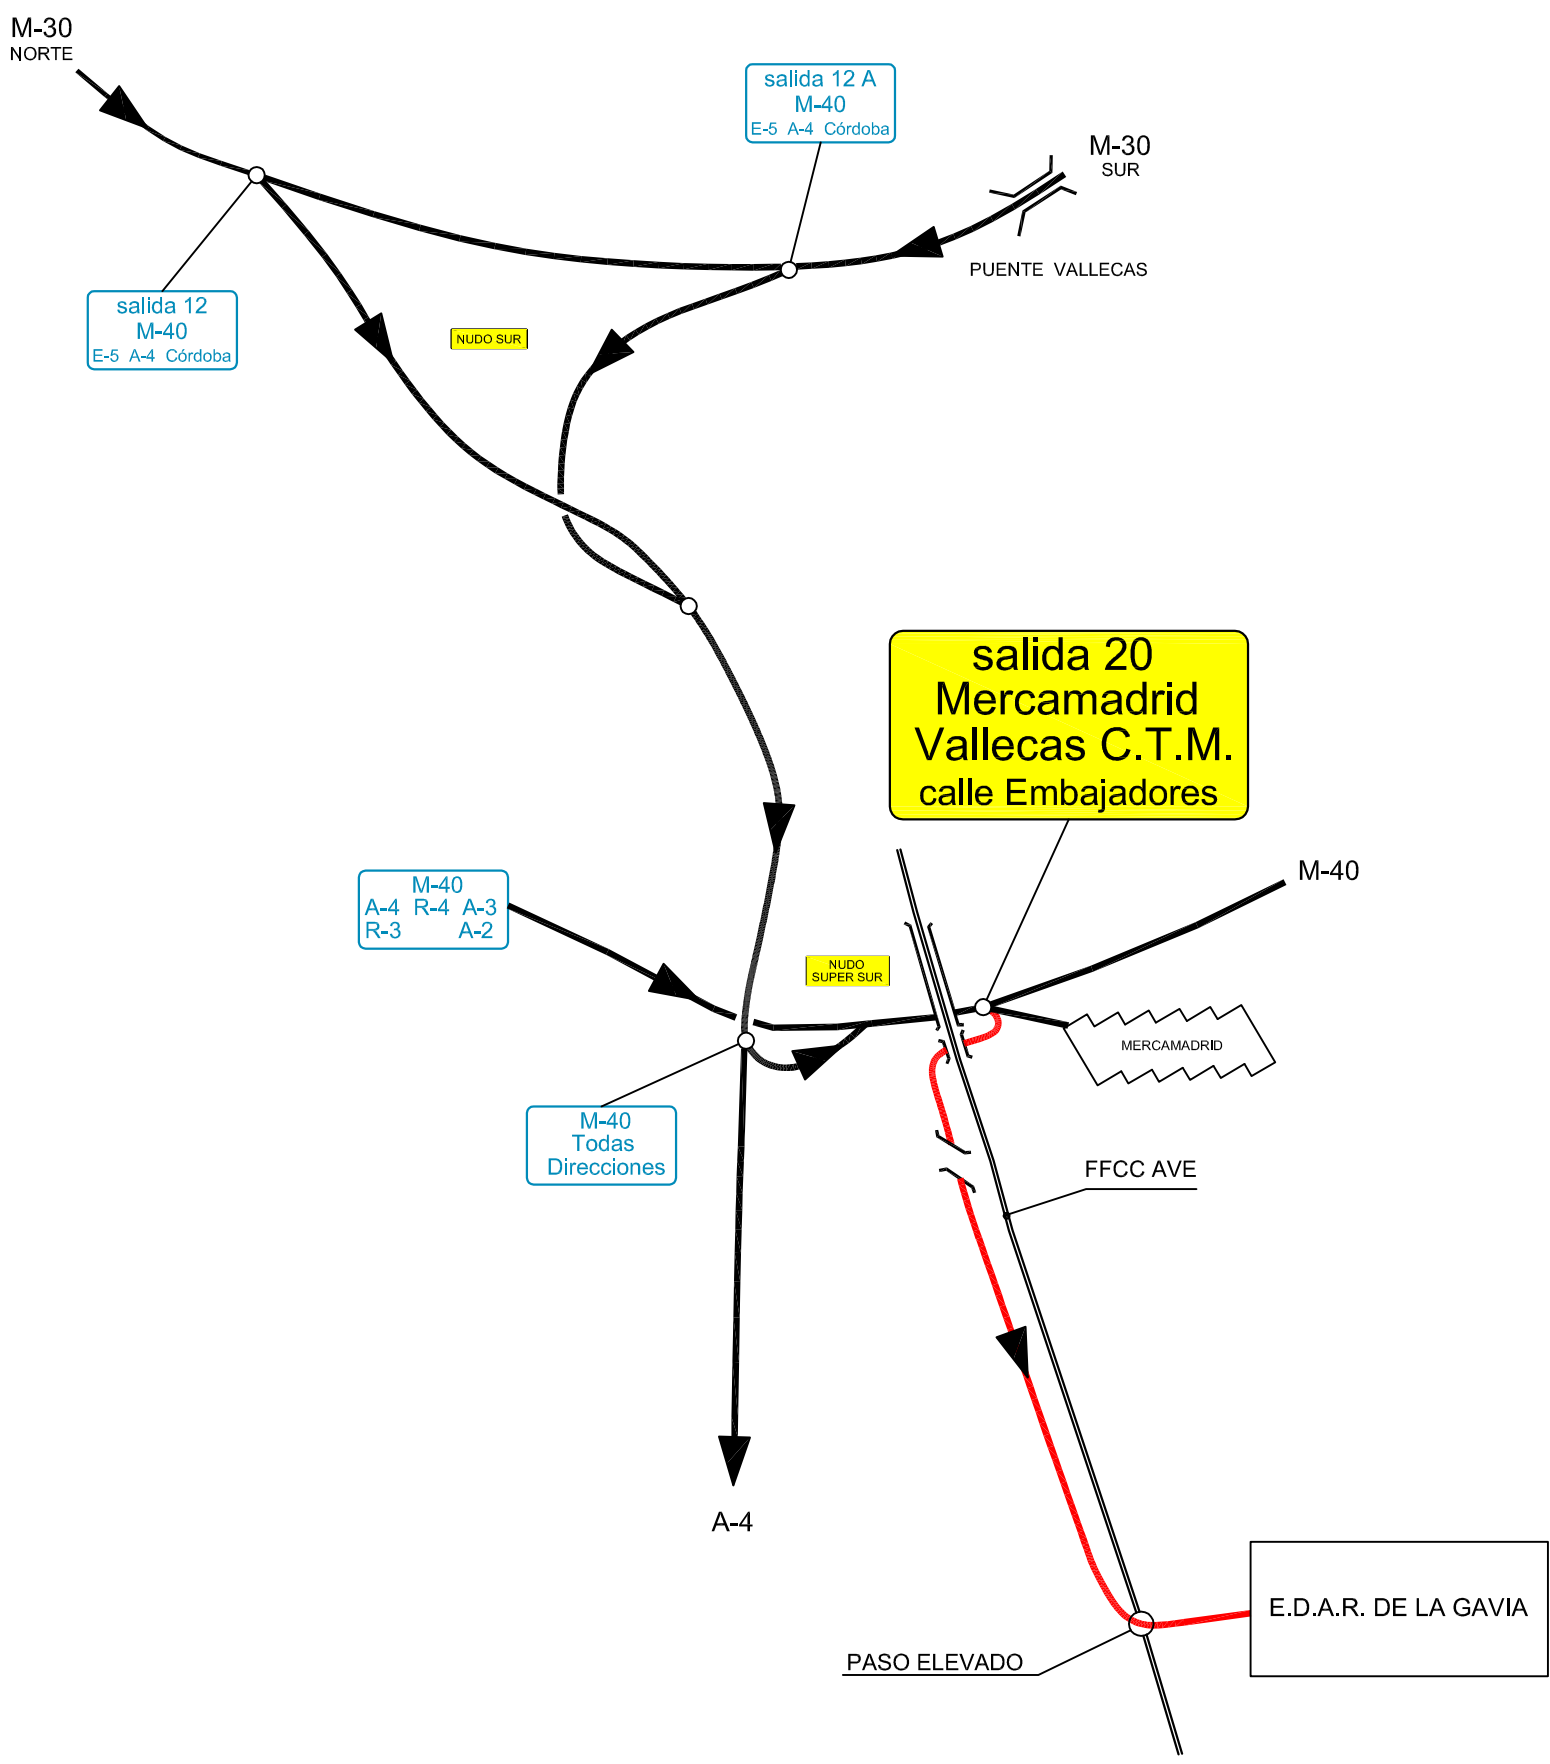 M-30
NORTE
salida 12 A
M-40
E-5 A-4 Córdoba
M-30
SUR
PUENTE VALLECAS
salida 12
M-40
E-5 A-4 Córdoba
NUDO SUR
salida 20
Mercamadrid
Vallecas C.T.M.
calle Embajadores
M-40
M-40
A-4 R-4 A-3
R-3 A-2
NUDO
SUPER SUR
MERCAMADRID
M-40
Todas
Direcciones
FFCC AVE
A-4
E.D.A.R. DE LA GAVIA
PASO ELEVADO